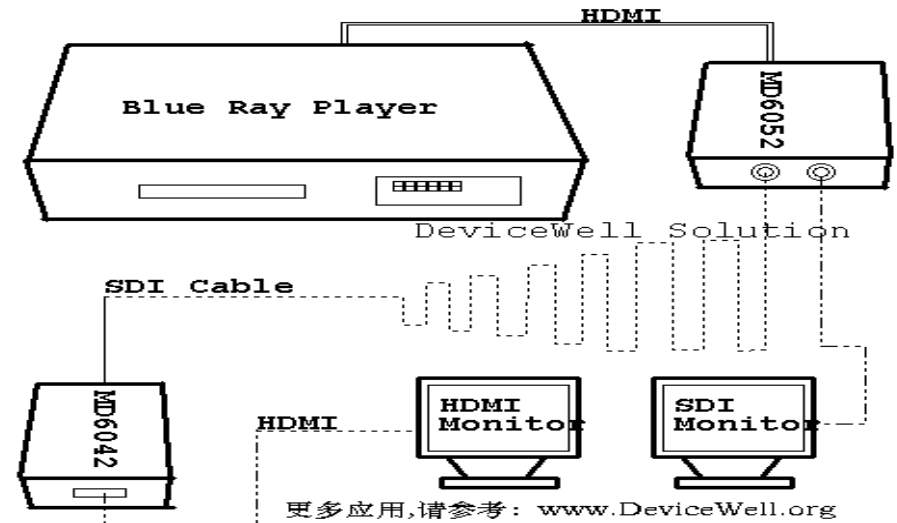 HDMI
Blue Ray Player
MD6052
DeviceWell Solution
SDI Cable
MD6042
HDMI
HDMI
Monitor
SDI
Monitor
更多应用,请参考：www.DeviceWell.org